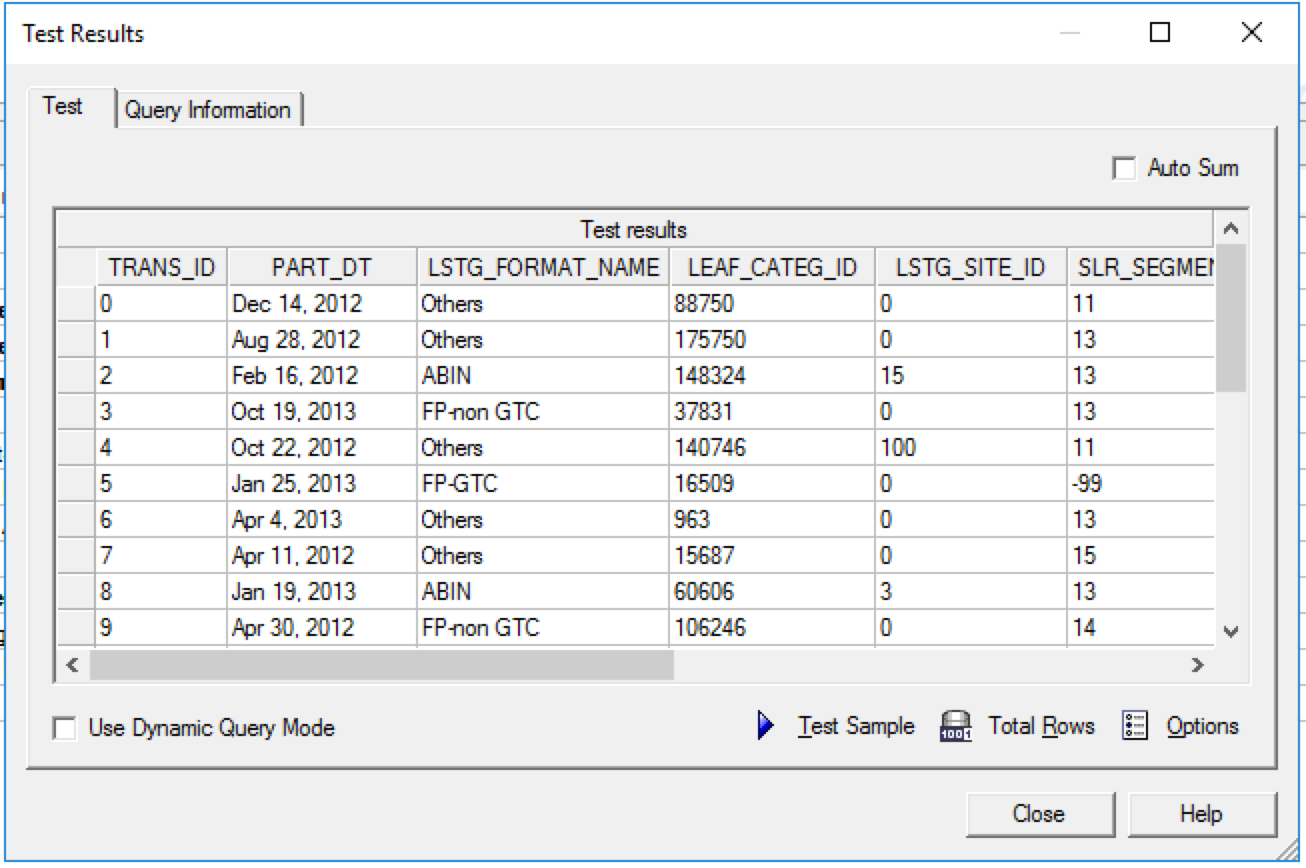 Test Results
Test Query Information
Auto Sum
Test results
TRANS_ID PART_DT LSTG_FORMAT_NAME LEAF_CATEG_ID LSTG_SITE_ID SLR_SEGMEN
0 Dec 14, 2012 Others 88750 0 11
1 Aug 28, 2012 Others 175750 0 13
2 Feb 16, 2012 ABIN 148324 15 13
3 Oct 19, 2013 FP-non GTC 37831 0 13
4 Oct 22, 2012 Others 140746 100 11
5 Jan 25, 2013 FP-GTC 16509 0 -99
6 Apr 4, 2013 Others 963 0 13
7 Apr 11, 2012 Others 15687 0 15
8 Jan 19, 2013 ABIN 60606 3 13
9 Apr 30, 2012 FP-non GTC 106246 0 14
Use Dynamic Query Mode Test Sample Total Rows Options
Close Help